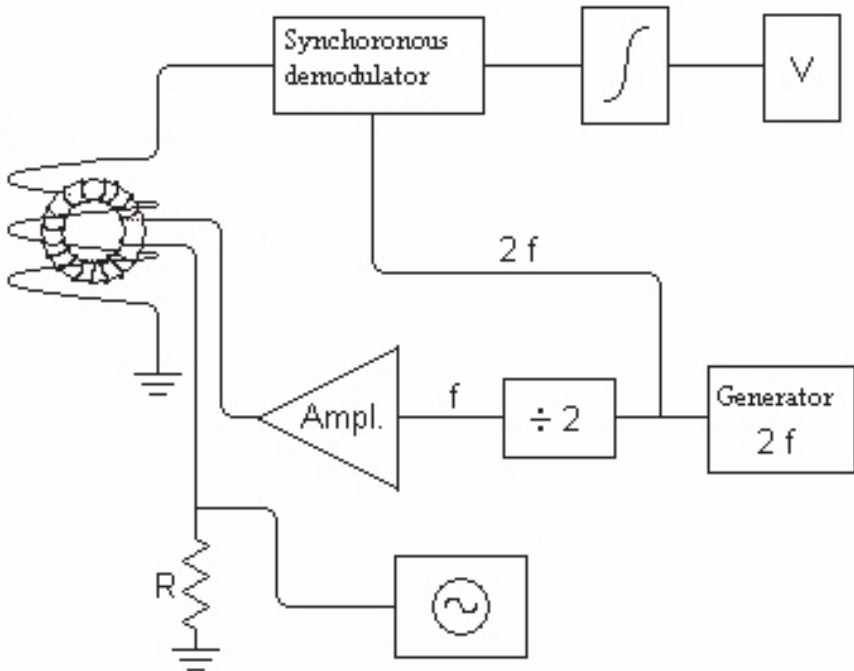 Synchoronous
demodulator
V
2 f
Ampl.
f
÷ 2
Generator
2 f
R